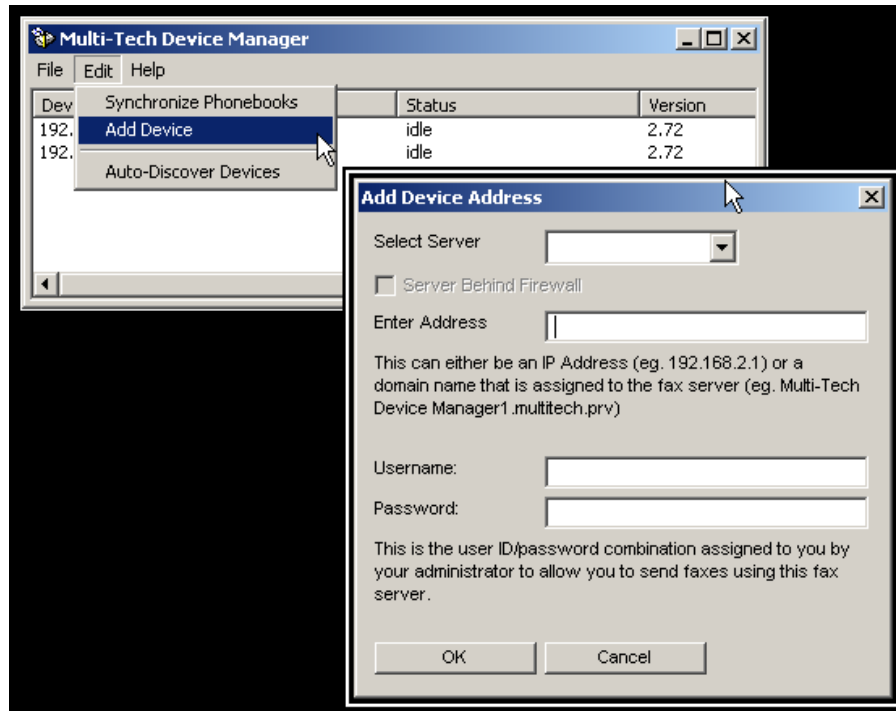 Multi-Tech Device Manager
File Edit Help
Dev Status Version
Synchronize Phonebooks
192. idle 2.72
Add Device
192. idle 2.72
Auto-Discover Devices
Add Device Address
Select Server
Server Behind Firewall
Enter Address
This can either be an IP Address (eg. 192.168.2.1) or a
domain name that is assigned to the fax server (eg. Multi-Tech
Device Manager1.multitech.prv)
Username:
Password:
This is the user ID/password combination assigned to you by
your administrator to allow you to send faxes using this fax
server.
OK Cancel